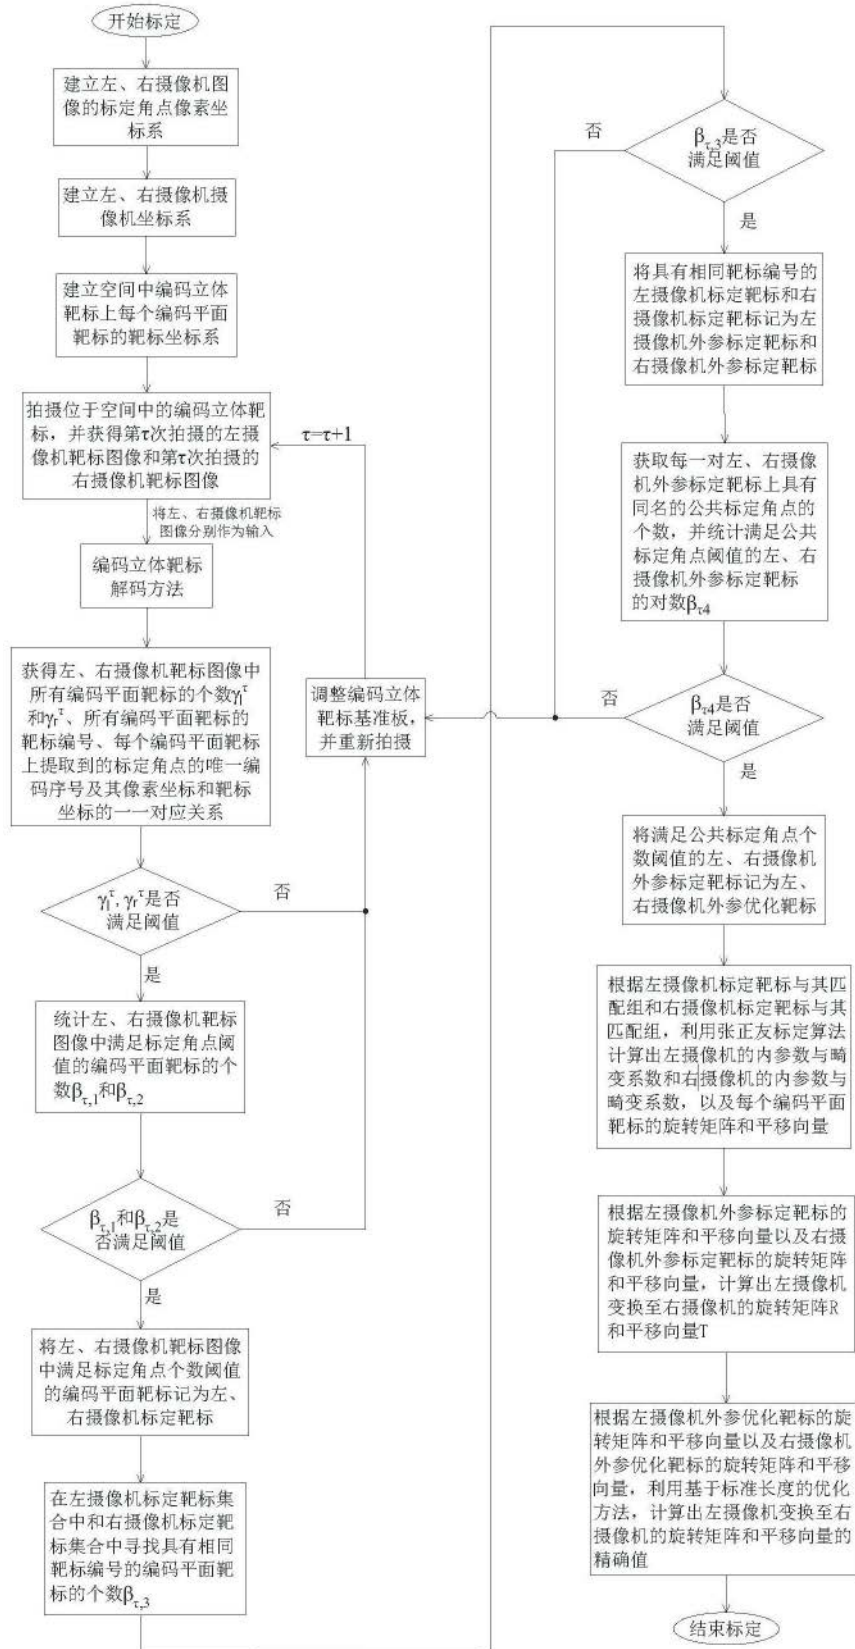 开始标定
建立左、右摄像机图
像的标定角点像素坐
标系
建立左、右摄像机摄
像机坐标系
建立空间中编码立体
靶标上每个编码平面
靶标的靶标坐标系
拍摄位于空间中的编码立体靶
标,并获得第τ次拍摄的左摄
像机靶标图像和第τ次拍摄的
右摄像机靶标图像
τ=τ+1
将左、右摄像机靶标
图像分别作为输入
编码立体靶标
解码方法
获得左、右摄像机靶标图像中
所有编码平面靶标的个数γₗ^τ
和γᵣ^τ、所有编码平面靶标的
靶标编号、每个编码平面靶标
上提取到的标定角点的唯一编
码序号及其像素坐标和靶标
坐标的一一对应关系
调整编码立体
靶标基准板,
并重新拍摄
γₗ^τ, γᵣ^τ是否
满足阈值
否
是
统计左、右摄像机靶标
图像中满足标定角点阈
值的编码平面靶标的个
数β_τ,1和β_τ,2
β_τ,1和β_τ,2是
否满足阈值
否
是
将左、右摄像机靶标图像
中满足标定角点个数阈值
的编码平面靶标记为左、
右摄像机标定靶标
在左摄像机标定靶标集
合中和右摄像机标定靶
标集合中寻找具有相同
靶标编号的编码平面靶
标的个数β_τ,3
β_τ,3是否
满足阈值
否
是
将具有相同靶标编号的
左摄像机标定靶标和右
摄像机标定靶标记为左
摄像机外参标定靶标和
右摄像机外参标定靶标
获取每一对左、右摄像
机外参标定靶标上具有
同名的公共标定角点的
个数,并统计满足公共
标定角点阈值的左、右
摄像机外参标定靶标
的对数β_τ4
β_τ4是否
满足阈值
否
是
将满足公共标定角点个
数阈值的左、右摄像机
外参标定靶标记为左、
右摄像机外参优化靶标
根据左摄像机标定靶标与其匹
配组和右摄像机标定靶标与其
匹配组,利用张正友标定算法
计算出左摄像机的内参数与畸
变系数和右摄像机的内参数与
畸变系数,以及每个编码平面
靶标的旋转矩阵和平移向量
根据左摄像机外参标定靶标的
旋转矩阵和平移向量以及右摄
像机外参标定靶标的旋转矩阵
和平移向量,计算出左摄像机
变换至右摄像机的旋转矩阵R
和平移向量T
根据左摄像机外参优化靶标的旋
转矩阵和平移向量以及右摄像机
外参优化靶标的旋转矩阵和平移
向量,利用基于标准长度的优化
方法,计算出左摄像机变换至右
摄像机的旋转矩阵和平移向量的
精确值
结束标定